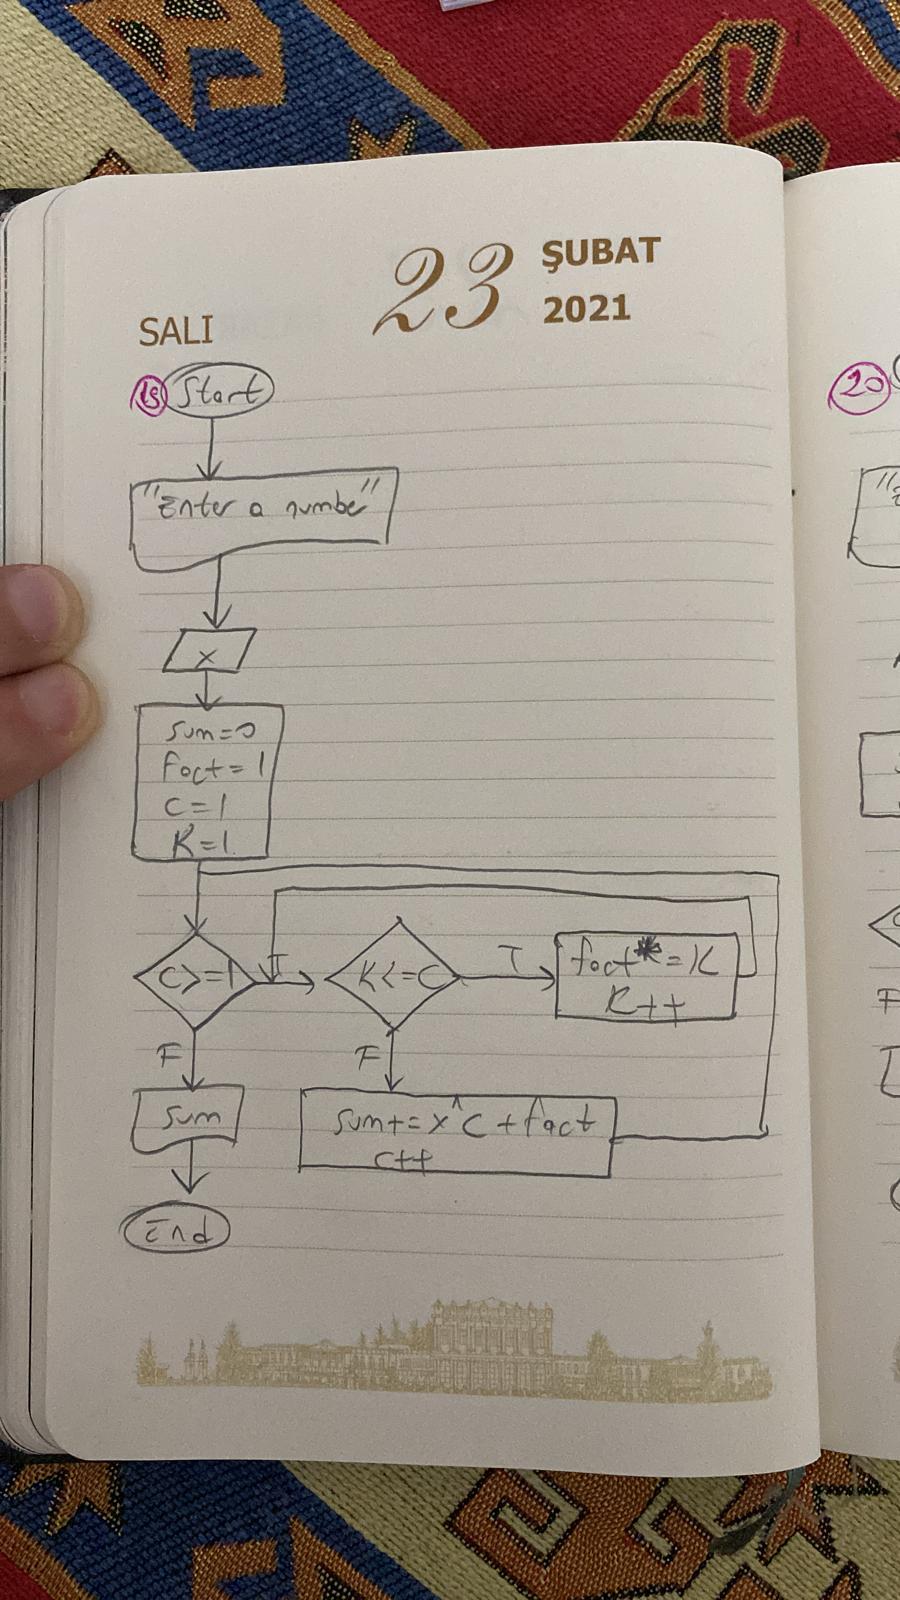 23 ŞUBAT
2021
SALI
19 Start
20
"Enter a number"
x
sum=0
fact=1
c=1
K=1
c>=1
T
K<=c
T
fact*=K
K++
F
F
sum
sum+=x^c+fact
c++
End